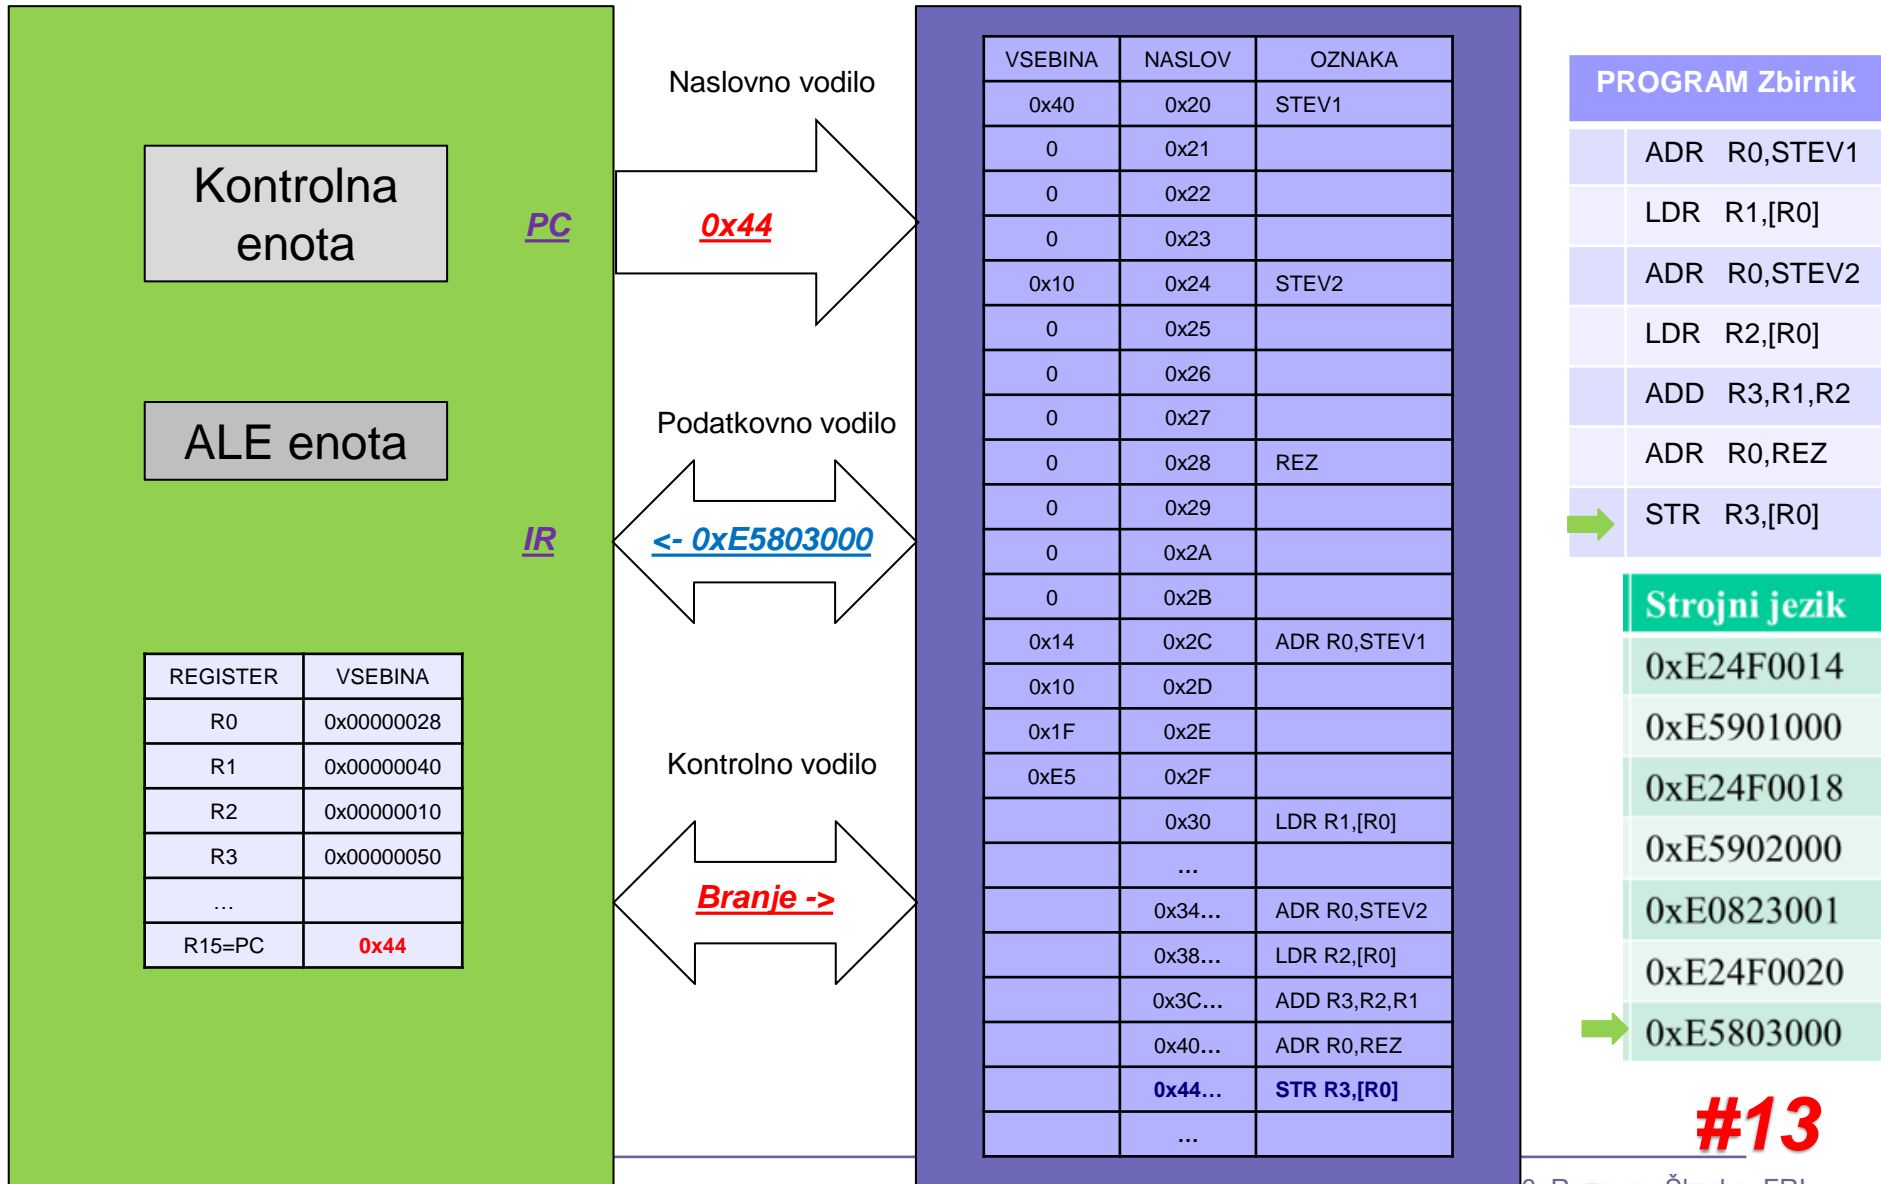 Kontrolna
enota
PC
ALE enota
IR
REGISTER VSEBINA
R0 0x00000028
R1 0x00000040
R2 0x00000010
R3 0x00000050
…
R15=PC 0x44
Naslovno vodilo
0x44
Podatkovno vodilo
<- 0xE5803000
Kontrolno vodilo
Branje ->
VSEBINA NASLOV OZNAKA
0x40 0x20 STEV1
0 0x21
0 0x22
0 0x23
0x10 0x24 STEV2
0 0x25
0 0x26
0 0x27
0 0x28 REZ
0 0x29
0 0x2A
0 0x2B
0x14 0x2C ADR R0,STEV1
0x10 0x2D
0x1F 0x2E
0xE5 0x2F
0x30 LDR R1,[R0]
...
0x34... ADR R0,STEV2
0x38... LDR R2,[R0]
0x3C... ADD R3,R2,R1
0x40... ADR R0,REZ
0x44... STR R3,[R0]
...
PROGRAM Zbirnik
ADR R0,STEV1
LDR R1,[R0]
ADR R0,STEV2
LDR R2,[R0]
ADD R3,R1,R2
ADR R0,REZ
STR R3,[R0]
Strojni jezik
0xE24F0014
0xE5901000
0xE24F0018
0xE5902000
0xE0823001
0xE24F0020
0xE5803000
#13